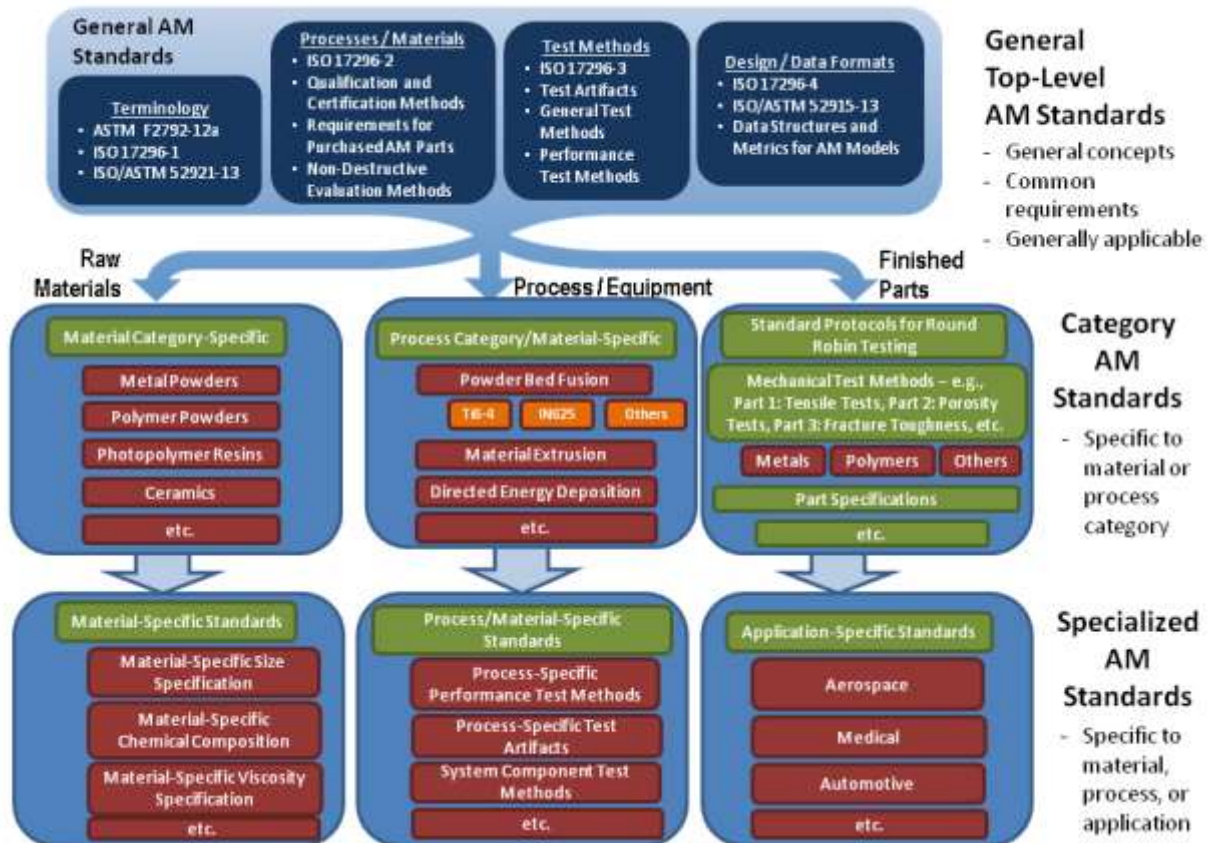 General AM
Standards
Terminology
• ASTM F2792-12a
• ISO 17296-1
• ISO/ASTM 52921-13
Processes / Materials
• ISO 17296-2
• Qualification and
Certification Methods
• Requirements for
Purchased AM Parts
• Non-Destructive
Evaluation Methods
Test Methods
• ISO 17296-3
• Test Artifacts
• General Test
Methods
• Performance
Test Methods
Design / Data Formats
• ISO 17296-4
• ISO/ASTM 52915-13
• Data Structures and
Metrics for AM Models
General
Top-Level
AM Standards
- General concepts
- Common
requirements
- Generally applicable
Raw
Materials
Process / Equipment
Finished
Parts
Material Category-Specific
Metal Powders
Polymer Powders
Photopolymer Resins
Ceramics
etc.
Process Category/Material-Specific
Powder Bed Fusion
Ti6-4
IN625
Others
Material Extrusion
Directed Energy Deposition
etc.
Standard Protocols for Round
Robin Testing
Mechanical Test Methods – e.g.,
Part 1: Tensile Tests, Part 2: Porosity
Tests, Part 3: Fracture Toughness, etc.
Metals
Polymers
Others
Part Specifications
etc.
Category
AM
Standards
- Specific to
material or
process
category
Material-Specific Standards
Material-Specific Size
Specification
Material-Specific
Chemical Composition
Material-Specific Viscosity
Specification
etc.
Process/Material-Specific
Standards
Process-Specific
Performance Test Methods
Process-Specific Test
Artifacts
System Component Test
Methods
etc.
Application-Specific Standards
Aerospace
Medical
Automotive
etc.
Specialized
AM
Standards
- Specific to
material,
process, or
application